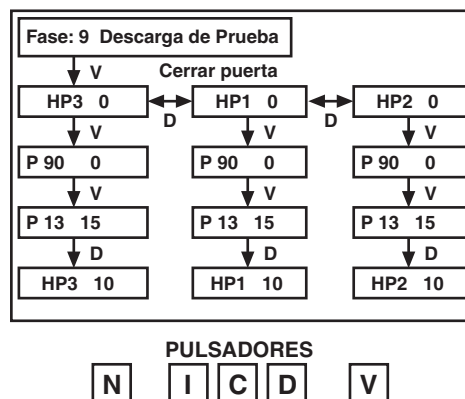 Fase: 9 Descarga de Prueba
V
Cerrar puerta
HP3 0
D
HP1 0
D
HP2 0
V
V
V
P 90 0
P 90 0
P 90 0
V
V
V
P 13 15
P 13 15
P 13 15
D
D
D
HP3 10
HP1 10
HP2 10
PULSADORES
N I C D V